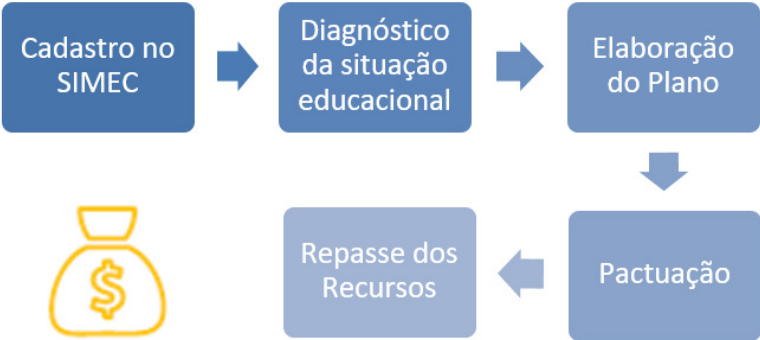 Cadastro no
SIMEC
Diagnóstico
da situação
educacional
Elaboração
do Plano
Pactuação
Repasse dos
Recursos
$